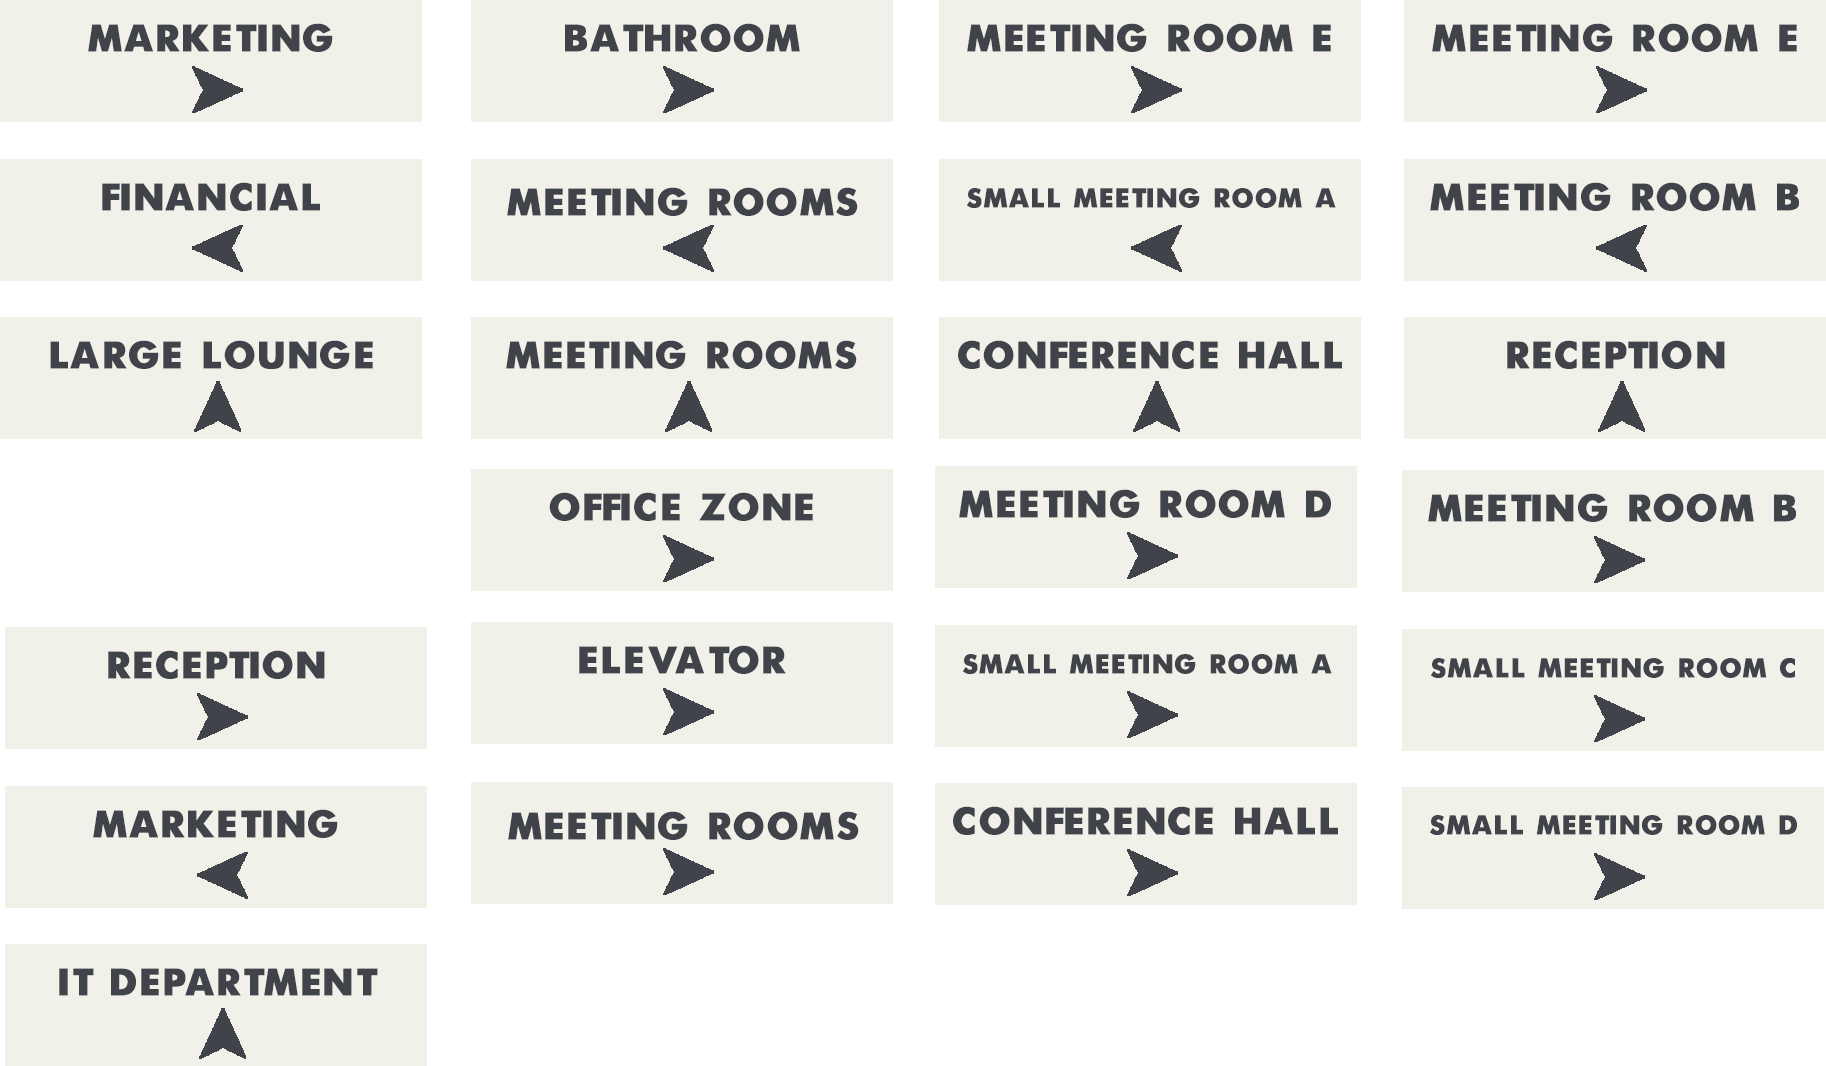 MARKETING
BATHROOM
MEETING ROOM E
MEETING ROOM E
FINANCIAL
MEETING ROOMS
SMALL MEETING ROOM A
MEETING ROOM B
LARGE LOUNGE
MEETING ROOMS
CONFERENCE HALL
RECEPTION
OFFICE ZONE
MEETING ROOM D
MEETING ROOM B
RECEPTION
ELEVATOR
SMALL MEETING ROOM A
SMALL MEETING ROOM C
MARKETING
MEETING ROOMS
CONFERENCE HALL
SMALL MEETING ROOM D
IT DEPARTMENT